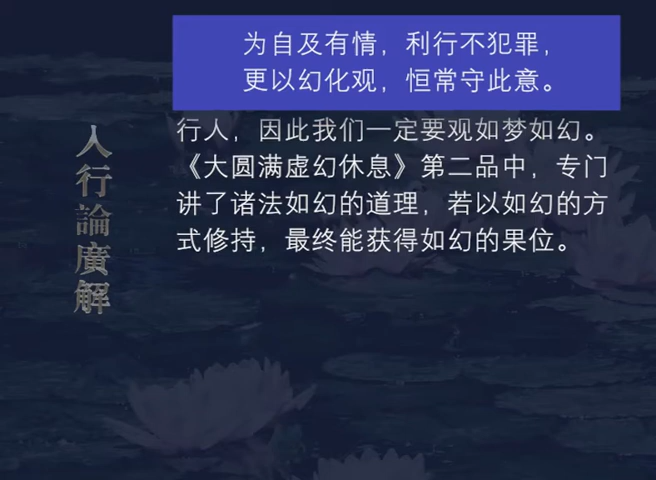 为自及有情，利行不犯罪，
更以幻化观，恒常守此意。
行人，因此我们一定要观如梦如幻。
《大圆满虚幻休息》第二品中，专门
讲了诸法如幻的道理，若以如幻的方
式修持，最终能获得如幻的果位。
入行論廣解